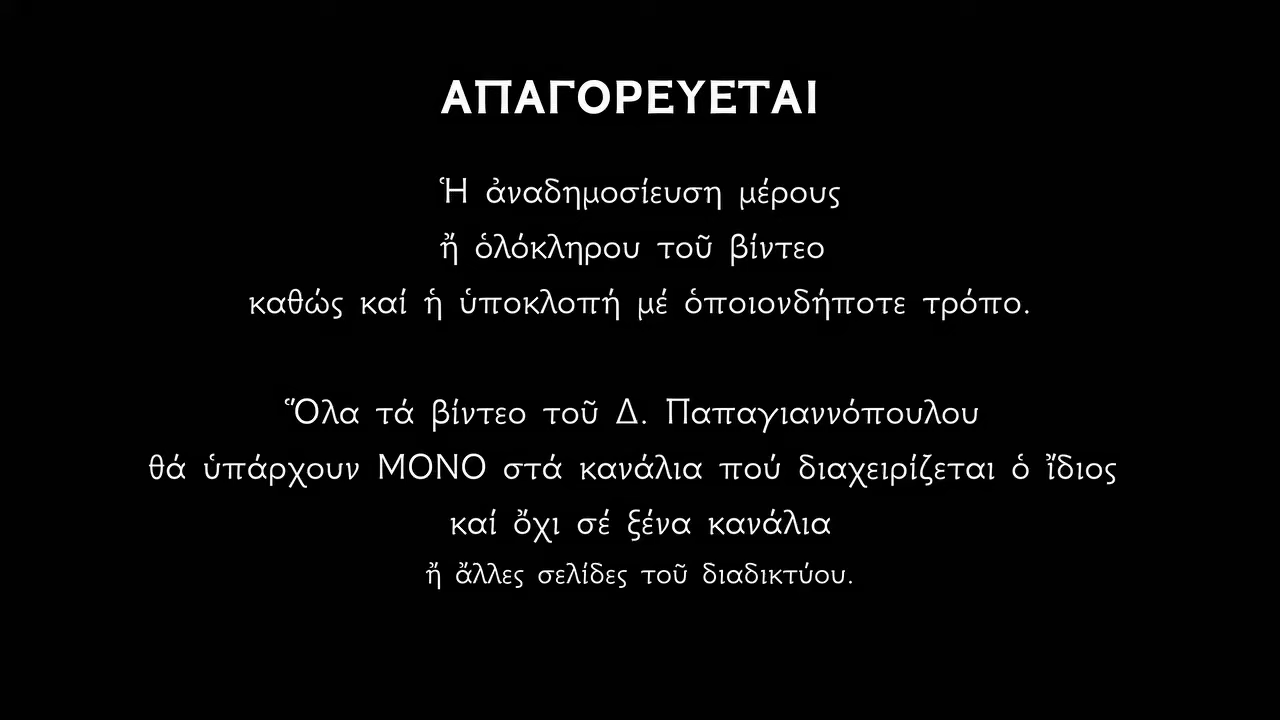 ΑΠΑΓΟΡΕΥΕΤΑΙ
Ἡ ἀναδημοσίευση μέρους
ἤ ὁλόκληρου τοῦ βίντεο
καθώς καί ἡ ὑποκλοπή μέ ὁποιονδήποτε τρόπο.
Ὅλα τά βίντεο τοῦ Δ. Παπαγιαννόπουλου
θά ὑπάρχουν ΜΟΝΟ στά κανάλια πού διαχειρίζεται ὁ ἴδιος
καί ὄχι σέ ξένα κανάλια
ἤ ἄλλες σελίδες τοῦ διαδικτύου.